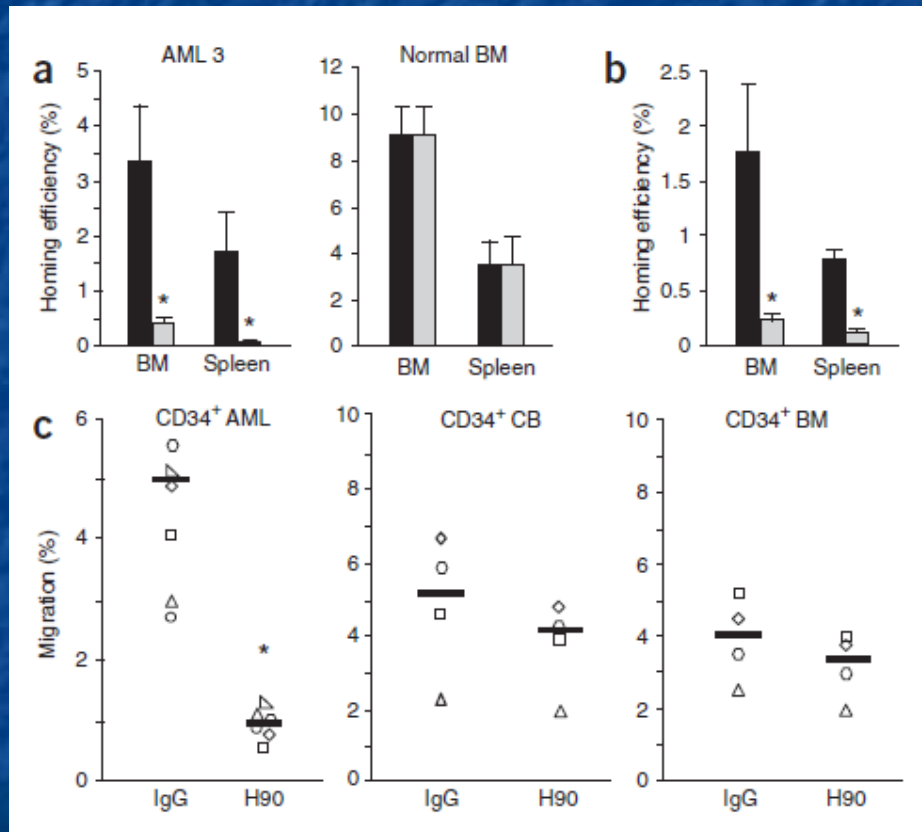 a
AML 3
Normal BM
b
Homing efficiency (%)
5
4
3
2
1
0
BM Spleen
12
10
8
6
4
2
0
BM Spleen
Homing efficiency (%)
2.5
2
1.5
1
0.5
0
BM Spleen
* *
* *
c
CD34+ AML
CD34+ CB
CD34+ BM
Migration (%)
6
4
2
0
*
IgG H90
10
8
6
4
2
0
IgG H90
10
8
6
4
2
0
IgG H90